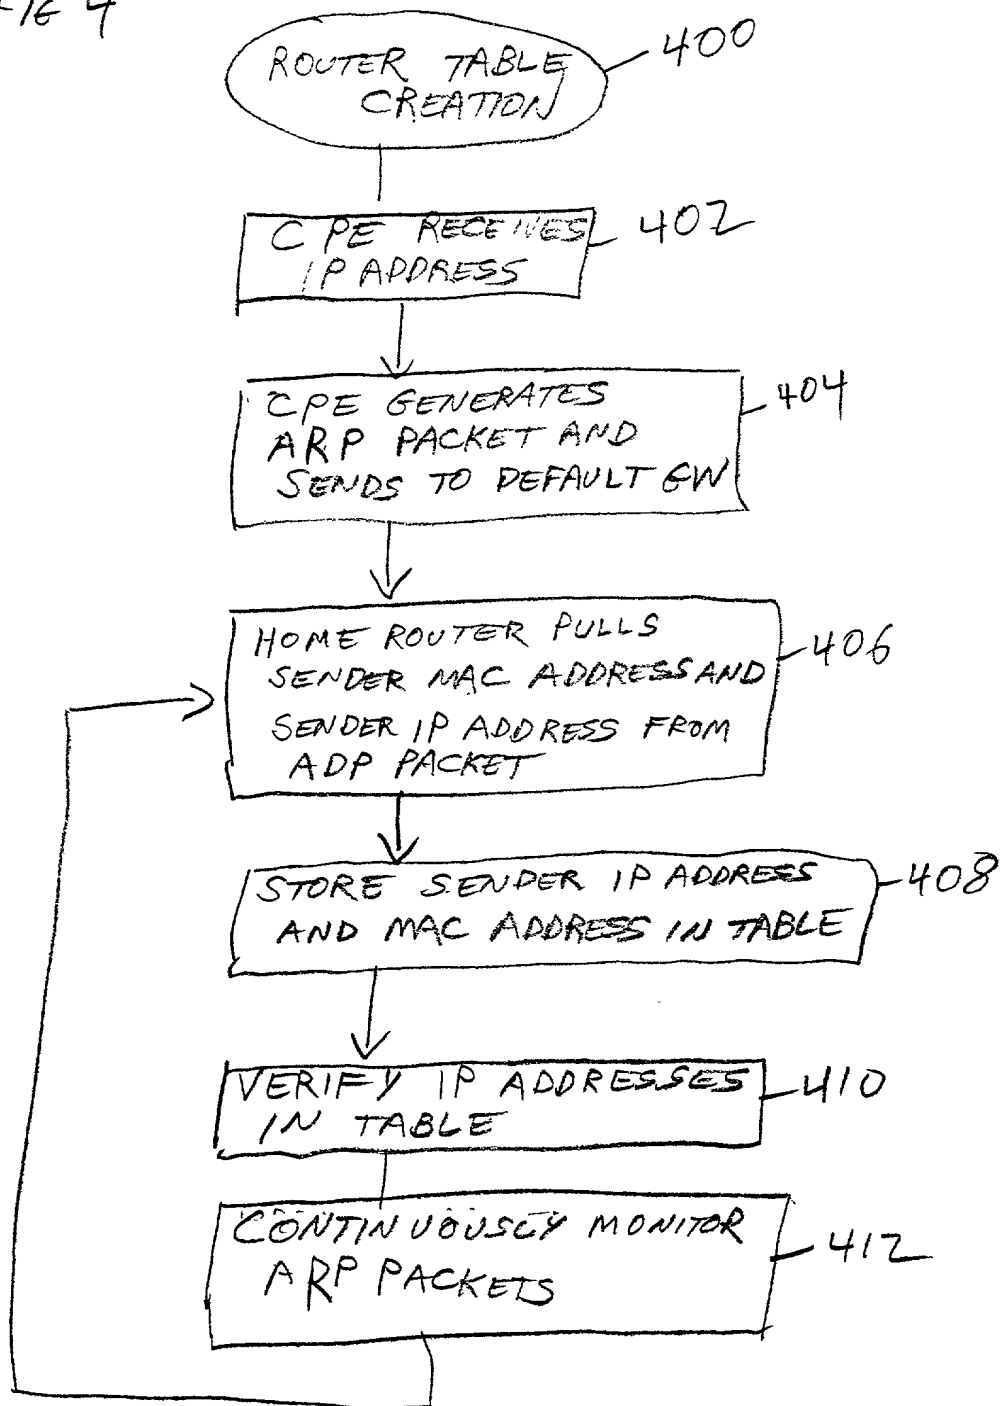 FIG 4
ROUTER TABLE
CREATION
400
CPE RECEIVES
IP ADDRESS
402
CPE GENERATES
ARP PACKET AND
SENDS TO DEFAULT GW
404
HOME ROUTER PULLS
SENDER MAC ADDRESS AND
SENDER IP ADDRESS FROM
ADP PACKET
406
STORE SENDER IP ADDRESS
AND MAC ADDRESS IN TABLE
408
VERIFY IP ADDRESSES
IN TABLE
410
CONTINUOUSLY MONITOR
ARP PACKETS
412